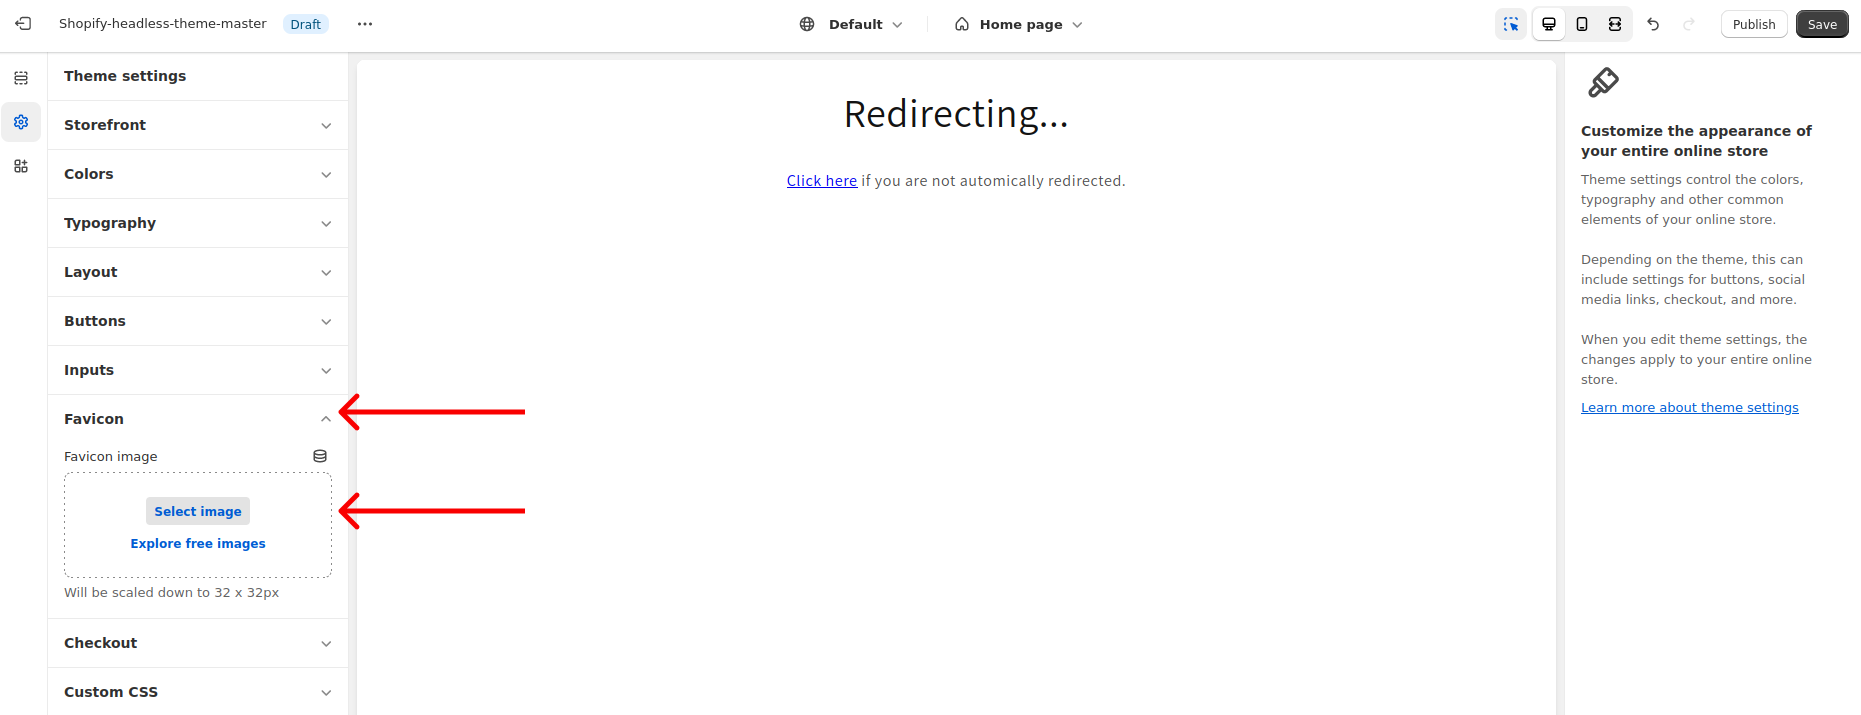 Shopify-headless-theme-master Draft ••• Default Home page Publish Save
Theme settings
Storefront
Colors
Typography
Layout
Buttons
Inputs
Favicon
Favicon image
Select image
Explore free images
Will be scaled down to 32 x 32px
Checkout
Custom CSS
Redirecting...
Click here if you are not automically redirected.
Customize the appearance of
your entire online store
Theme settings control the colors,
typography and other common
elements of your online store.
Depending on the theme, this can
include settings for buttons, social
media links, checkout, and more.
When you edit theme settings, the
changes apply to your entire online
store.
Learn more about theme settings